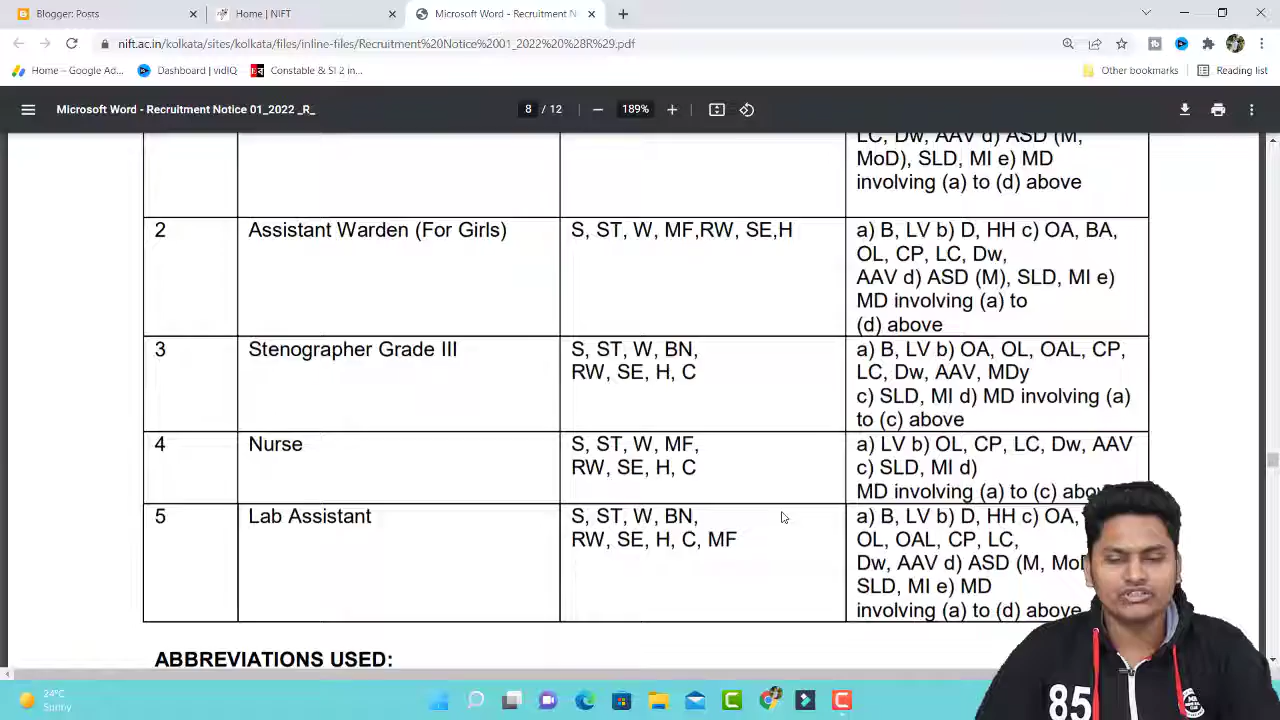 Blogger: Posts
Home | NIFT
Microsoft Word - Recruitment N
nift.ac.in/kolkata/sites/kolkata/files/inline-files/Recruitment%20Notice%2001_2022%20%28R%29.pdf
Home – Google Ad...
Dashboard | vidIQ
Constable & SI 2 in...
Other bookmarks
Reading list
Microsoft Word - Recruitment Notice 01_2022 _R_
8 / 12
189%
LC, Dw, AAV d) ASD (M,
MoD), SLD, MI e) MD
involving (a) to (d) above
2
Assistant Warden (For Girls)
S, ST, W, MF,RW, SE,H
a) B, LV b) D, HH c) OA, BA,
OL, CP, LC, Dw,
AAV d) ASD (M), SLD, MI e)
MD involving (a) to
(d) above
3
Stenographer Grade III
S, ST, W, BN,
RW, SE, H, C
a) B, LV b) OA, OL, OAL, CP,
LC, Dw, AAV, MDy
c) SLD, MI d) MD involving (a)
to (c) above
4
Nurse
S, ST, W, MF,
RW, SE, H, C
a) LV b) OL, CP, LC, Dw, AAV
c) SLD, MI d)
MD involving (a) to (c) abov
5
Lab Assistant
S, ST, W, BN,
RW, SE, H, C, MF
a) B, LV b) D, HH c) OA,
OL, OAL, CP, LC,
Dw, AAV d) ASD (M, Mo
SLD, MI e) MD
involving (a) to (d) above
ABBREVIATIONS USED:
24°C
Sunny
85